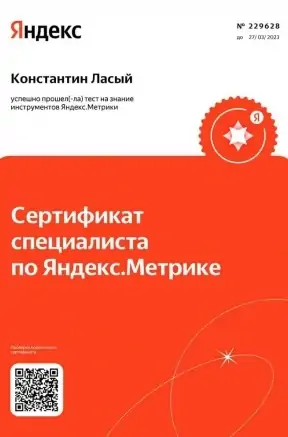 Яндекс
№ 229628
до 27/03/2023
Константин Ласый
успешно прошел(-ла) тест на знание
инструментов Яндекс.Метрики
Я
Сертификат
специалиста
по Яндекс.Метрике